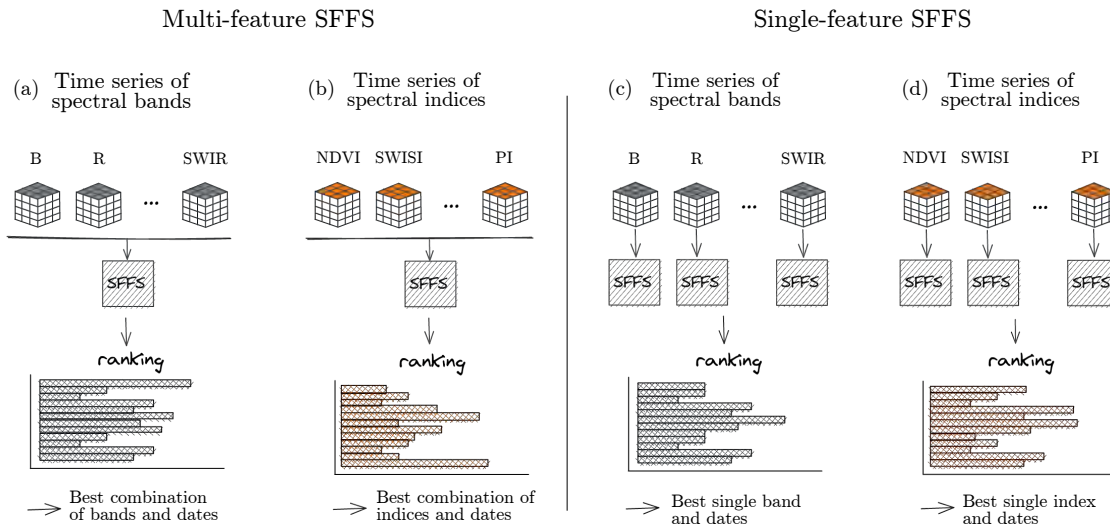 Multi-feature SFFS
Single-feature SFFS
(a) Time series of
spectral bands
B R ... SWIR
SFFS
ranking
Best combination
of bands and dates
(b) Time series of
spectral indices
NDVI SWISI ... PI
SFFS
ranking
Best combination of
indices and dates
(c) Time series of
spectral bands
B R ... SWIR
SFFS SFFS SFFS
ranking
Best single band
and dates
(d) Time series of
spectral indices
NDVI SWISI ... PI
SFFS SFFS SFFS
ranking
Best single index
and dates